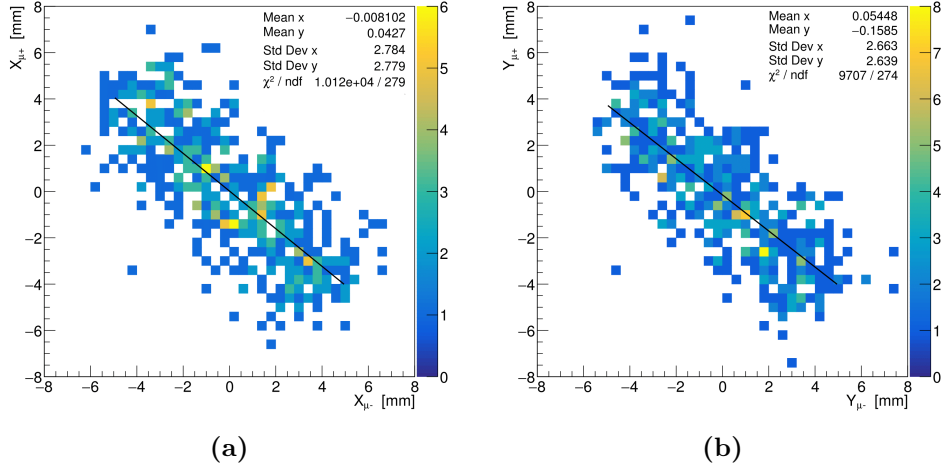 X_μ+ [mm]
8
6
4
2
0
−2
−4
−6
−8
−8 −6 −4 −2 0 2 4 6 8
X_μ- [mm]
Mean x −0.008102
Mean y 0.0427
Std Dev x 2.784
Std Dev y 2.779
χ² / ndf 1.012e+04 / 279
6
5
4
3
2
1
0
(a)
Y_μ+ [mm]
8
6
4
2
0
−2
−4
−6
−8
−8 −6 −4 −2 0 2 4 6 8
Y_μ- [mm]
Mean x 0.05448
Mean y −0.1585
Std Dev x 2.663
Std Dev y 2.639
χ² / ndf 9707 / 274
8
7
6
5
4
3
2
1
0
(b)